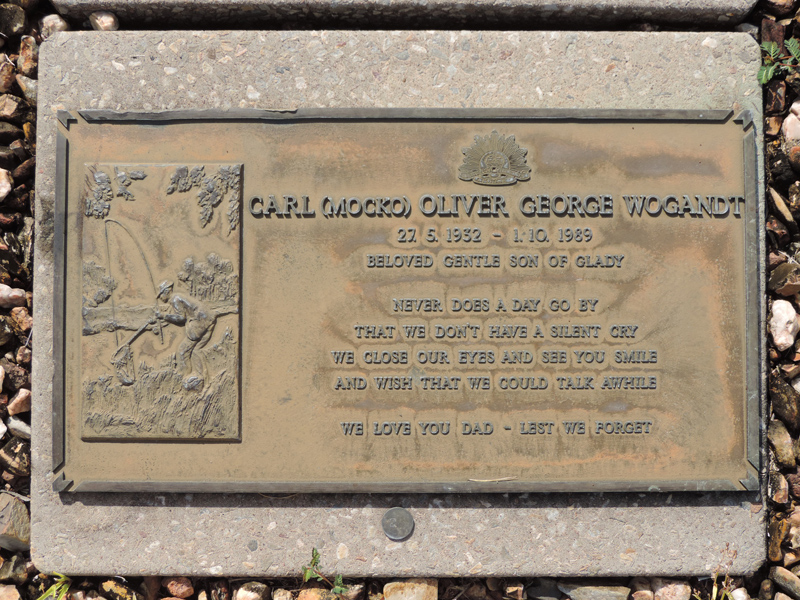 CARL (MOCKO) OLIVER GEORGE WOGANDT
27. 5. 1932 - 1. 10. 1989
BELOVED GENTLE SON OF GLADY
NEVER DOES A DAY GO BY
THAT WE DON'T HAVE A SILENT CRY
WE CLOSE OUR EYES AND SEE YOU SMILE
AND WISH THAT WE COULD TALK AWHILE
WE LOVE YOU DAD - LEST WE FORGET